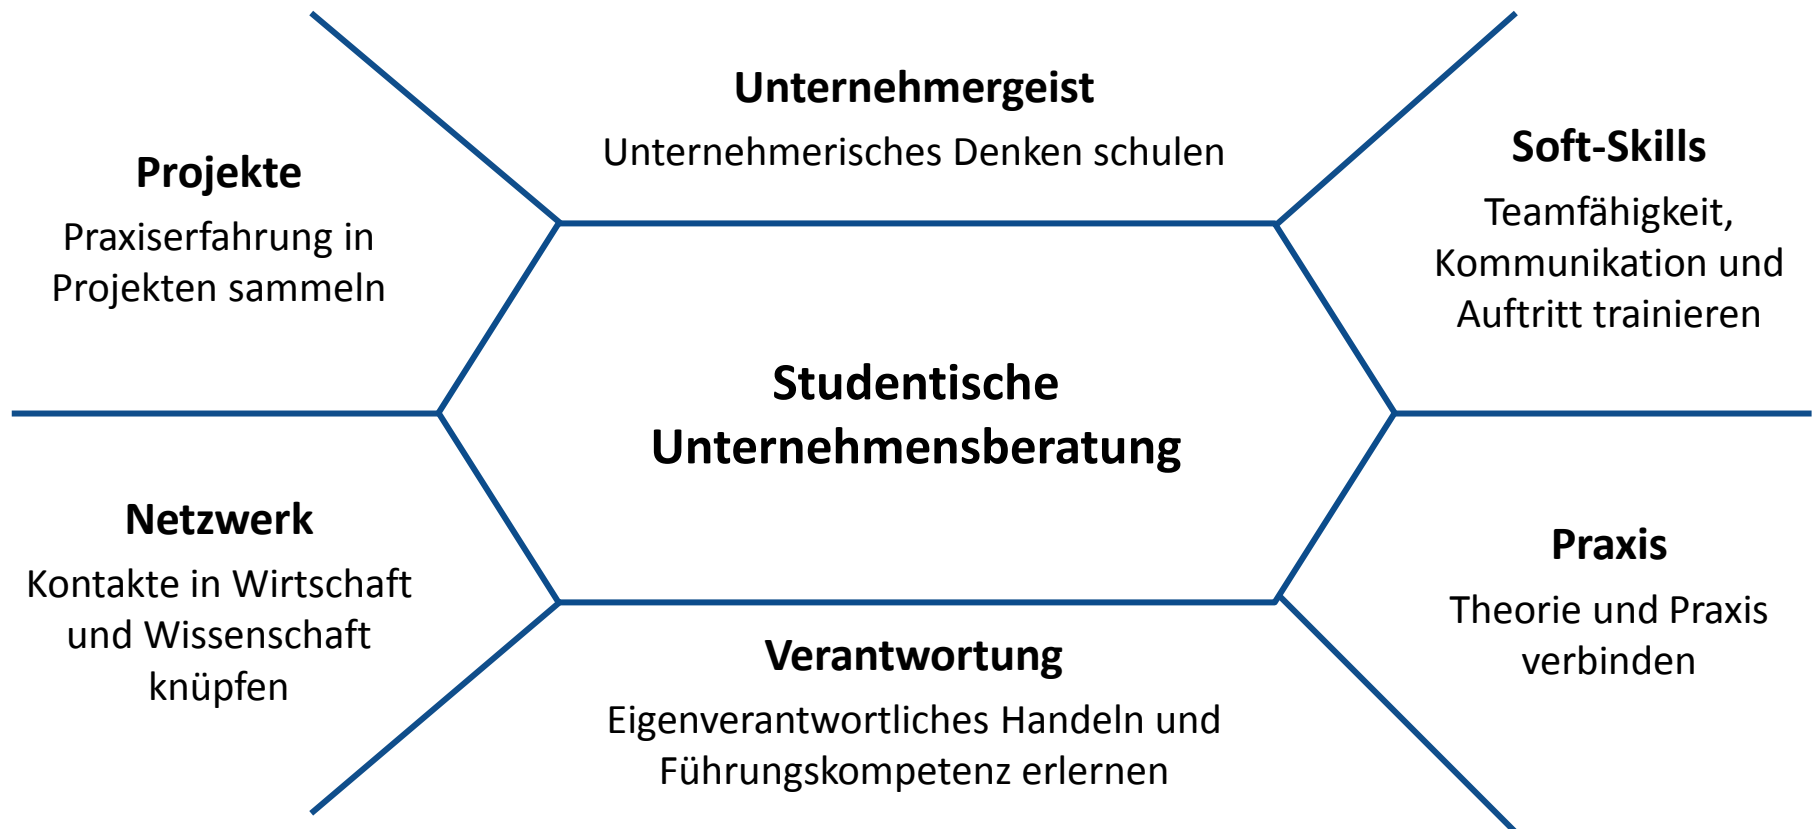 Unternehmergeist
Unternehmerisches Denken schulen
Projekte
Praxiserfahrung in
Projekten sammeln
Soft-Skills
Teamfähigkeit,
Kommunikation und
Auftritt trainieren
Studentische
Unternehmensberatung
Netzwerk
Kontakte in Wirtschaft
und Wissenschaft
knüpfen
Verantwortung
Eigenverantwortliches Handeln und
Führungskompetenz erlernen
Praxis
Theorie und Praxis
verbinden